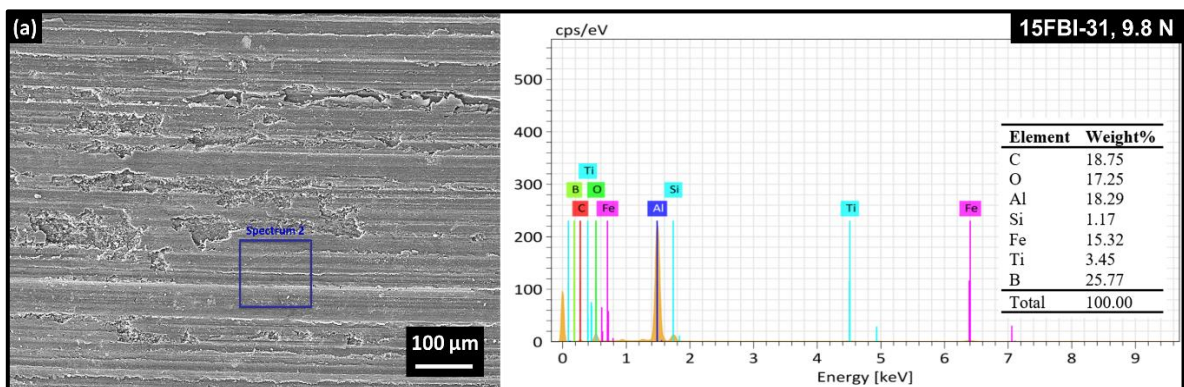 (a)
Spectrum 2
100 µm
15FBI-31, 9.8 N
cps/eV
500
400
300
200
100
0
Ti
B O Si
C Fe Al Ti Fe
0 1 2 3 4 5 6 7 8 9
Energy [keV]
Element Weight%
C 18.75
O 17.25
Al 18.29
Si 1.17
Fe 15.32
Ti 3.45
B 25.77
Total 100.00